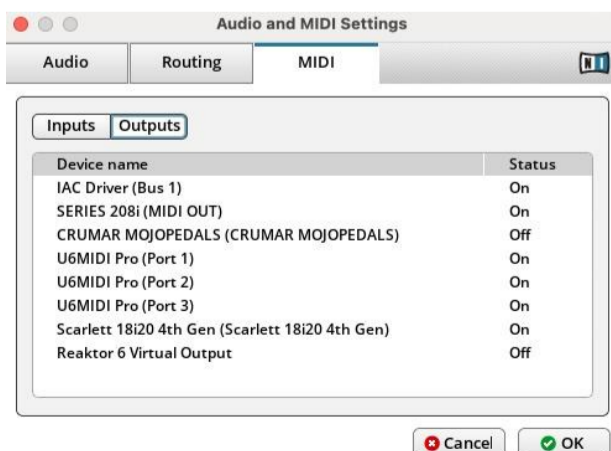 Audio and MIDI Settings
Audio Routing MIDI NI
Inputs Outputs
Device name Status
IAC Driver (Bus 1) On
SERIES 208i (MIDI OUT) On
CRUMAR MOJOPEDALS (CRUMAR MOJOPEDALS) Off
U6MIDI Pro (Port 1) On
U6MIDI Pro (Port 2) On
U6MIDI Pro (Port 3) On
Scarlett 18i20 4th Gen (Scarlett 18i20 4th Gen) On
Reaktor 6 Virtual Output Off
Cancel OK